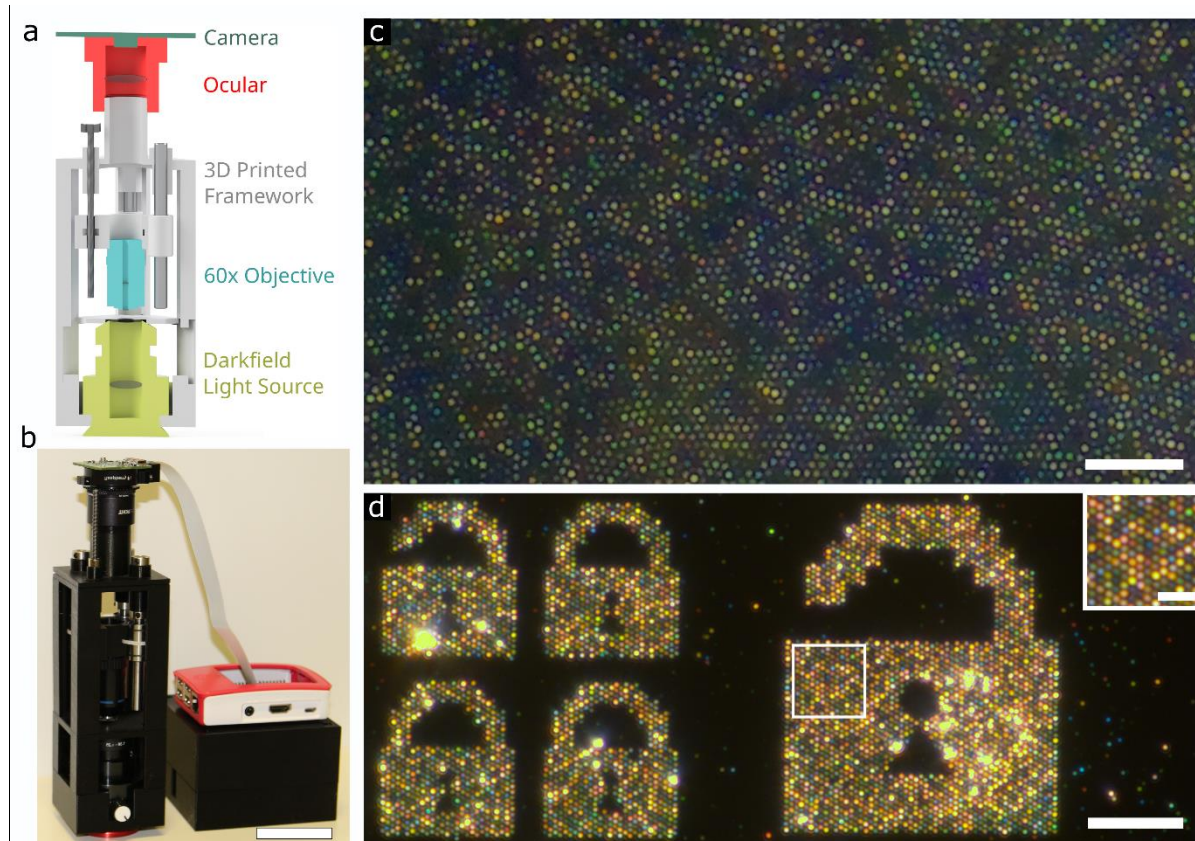 a
Camera
Ocular
3D Printed
Framework
60x Objective
Darkfield
Light Source
b
c
d